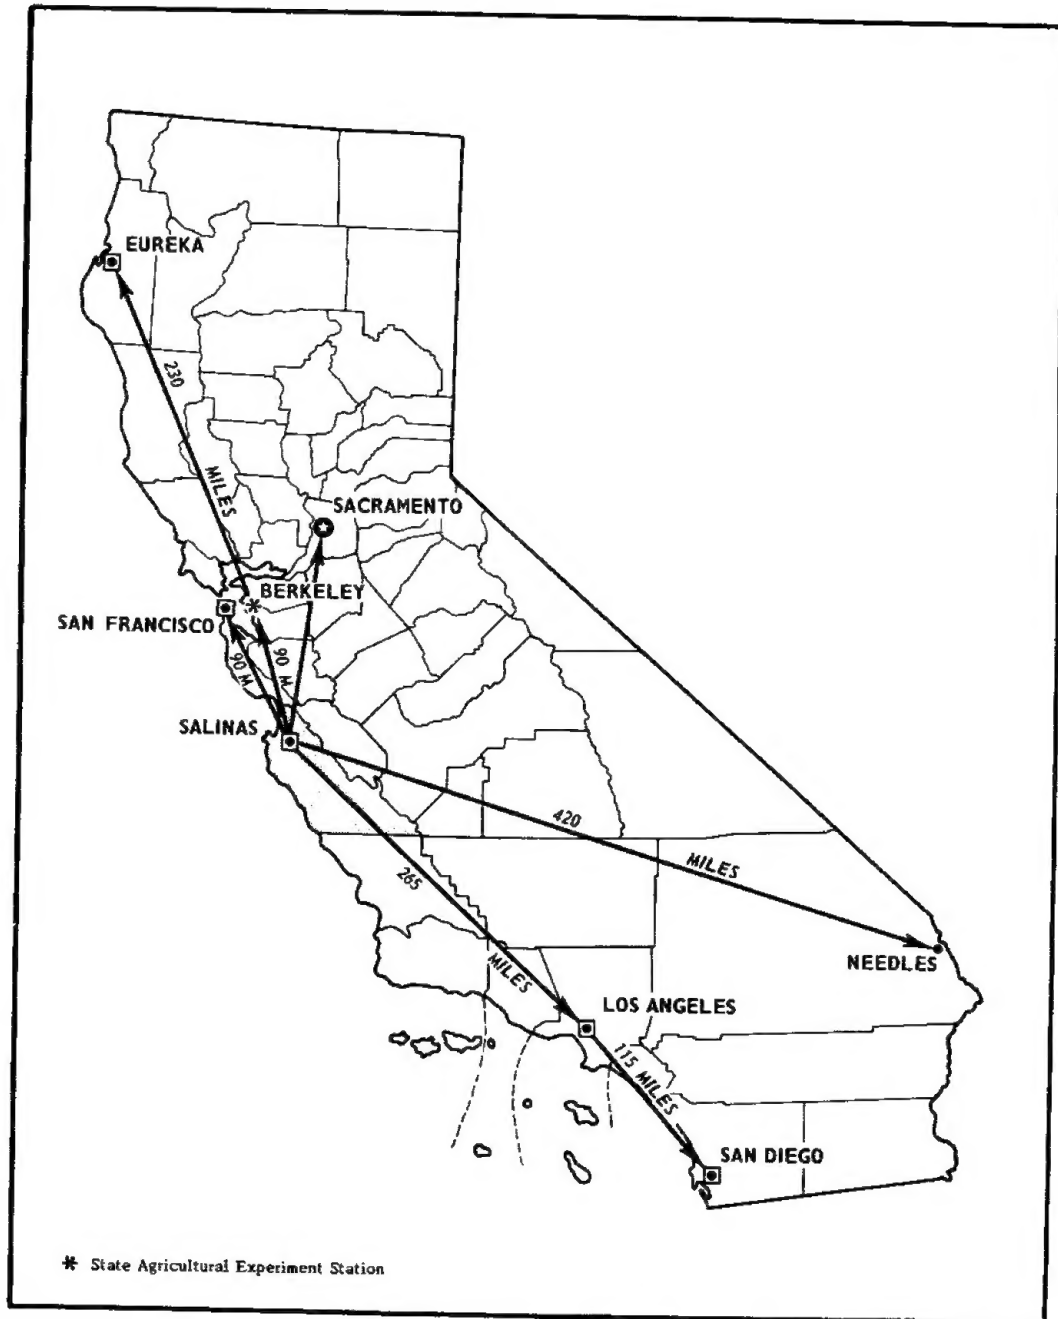 EUREKA
230
MILES
SACRAMENTO
BERKELEY
SAN FRANCISCO
90 M
90 M
SALINAS
420
MILES
265
MILES
NEEDLES
LOS ANGELES
115 MILES
SAN DIEGO
* State Agricultural Experiment Station